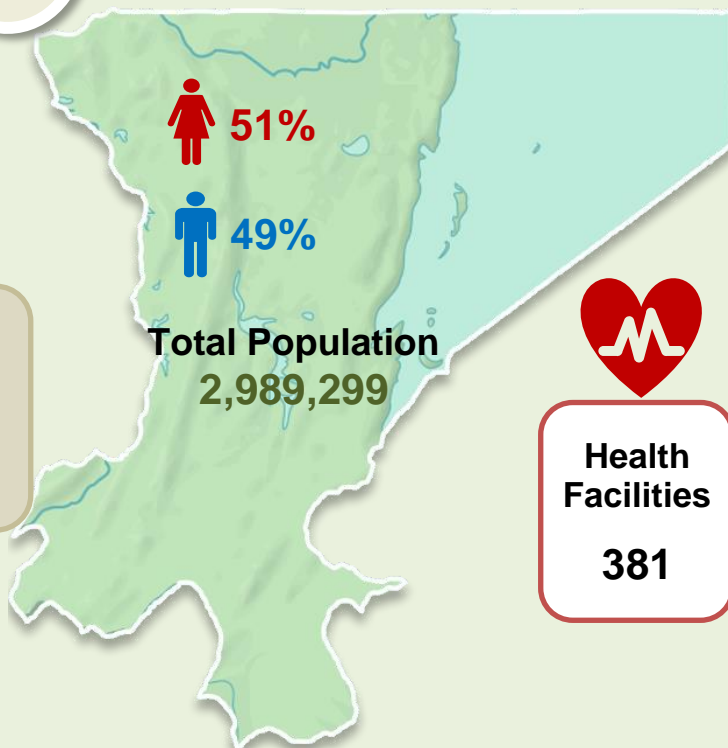 51%
49%
Total Population
2,989,299
Health
Facilities
381